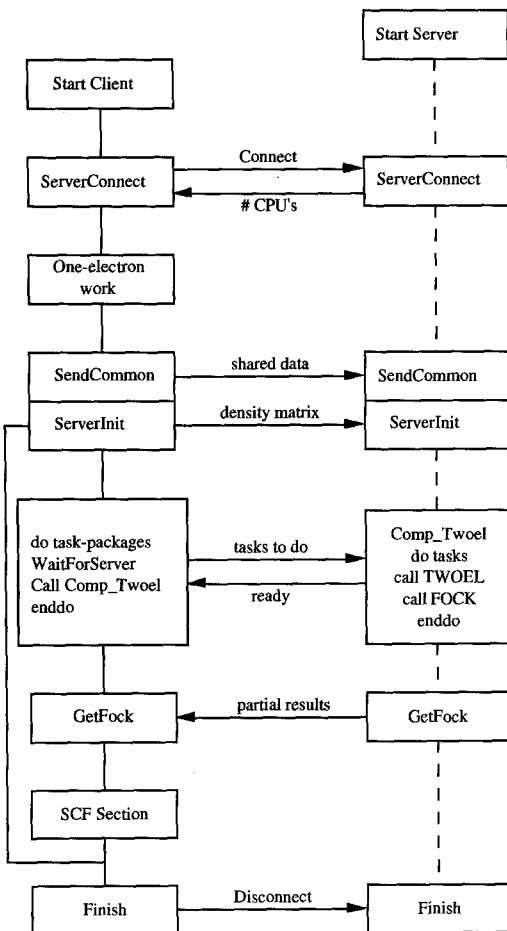 Start Server
Start Client
Connect
ServerConnect
ServerConnect
# CPU's
One-electron
work
shared data
SendCommon
SendCommon
density matrix
ServerInit
ServerInit
do task-packages
WaitForServer
Call Comp_Twoel
enddo
tasks to do
ready
Comp_Twoel
do tasks
call TWOEL
call FOCK
enddo
partial results
GetFock
GetFock
SCF Section
Disconnect
Finish
Finish